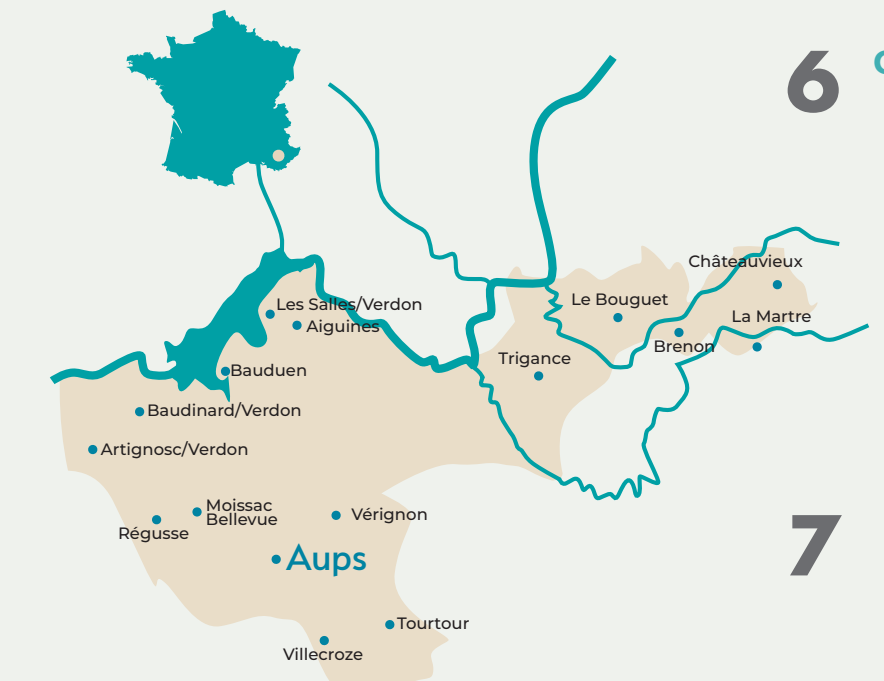 6
Châteauvieux
Le Bouguet
Les Salles/Verdon
La Martre
Aiguines
Brenon
Trigance
Bauduen
Baudinard/Verdon
Artignosc/Verdon
Moissac
Bellevue
Vérignon
Régusse
7
Aups
Tourtour
Villecroze